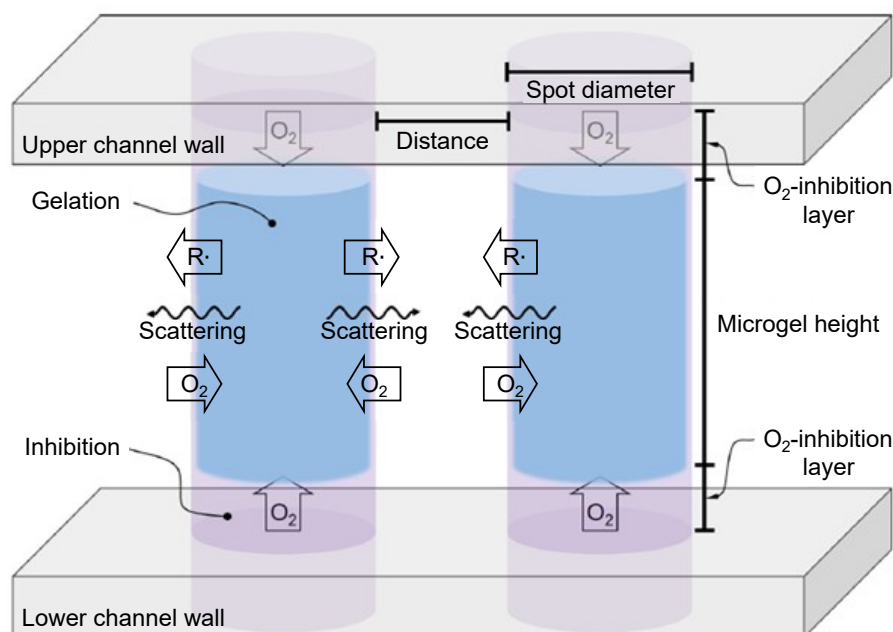 O₂
O₂
Spot diameter
Upper channel wall
Distance
O₂-inhibition
layer
Gelation
R·
R·
R·
Scattering
Scattering
Scattering
Microgel height
O₂
O₂
O₂
Inhibition
O₂-inhibition
layer
O₂
O₂
Lower channel wall